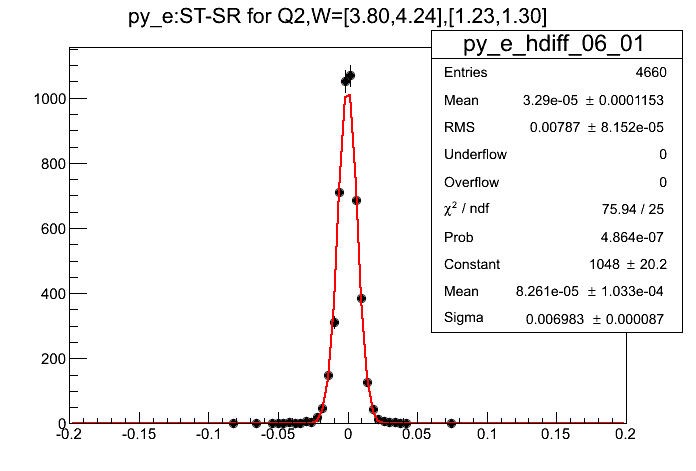 py_e:ST-SR for Q2,W=[3.80,4.24],[1.23,1.30]
py_e_hdiff_06_01
Entries 4660
Mean 3.29e-05 ± 0.0001153
RMS 0.00787 ± 8.152e-05
Underflow 0
Overflow 0
χ² / ndf 75.94 / 25
Prob 4.864e-07
Constant 1048 ± 20.2
Mean 8.261e-05 ± 1.033e-04
Sigma 0.006983 ± 0.000087
1000
800
600
400
200
0
-0.2 -0.15 -0.1 -0.05 0 0.05 0.1 0.15 0.2